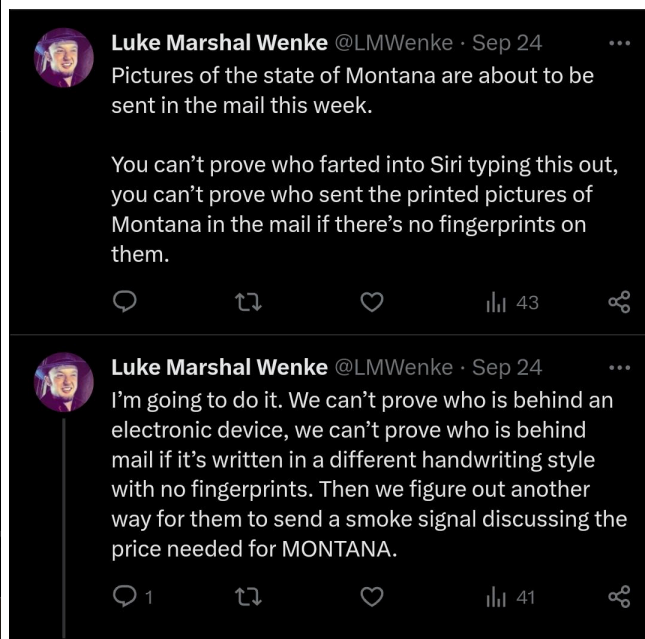 Luke Marshal Wenke @LMWenke · Sep 24
Pictures of the state of Montana are about to be
sent in the mail this week.
You can’t prove who farted into Siri typing this out,
you can’t prove who sent the printed pictures of
Montana in the mail if there’s no fingerprints on
them.
43
Luke Marshal Wenke @LMWenke · Sep 24
I’m going to do it. We can’t prove who is behind an
electronic device, we can’t prove who is behind
mail if it’s written in a different handwriting style
with no fingerprints. Then we figure out another
way for them to send a smoke signal discussing the
price needed for MONTANA.
1 41